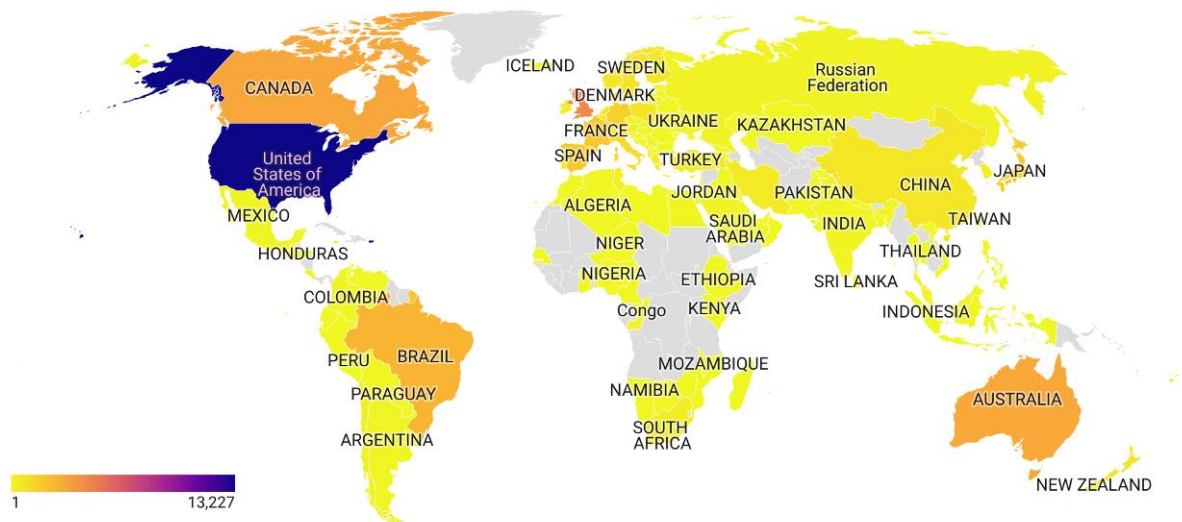 ICELAND
SWEDEN
Russian
Federation
CANADA
DENMARK
UKRAINE
KAZAKHSTAN
FRANCE
SPAIN
TURKEY
JAPAN
United
States of
America
JORDAN
PAKISTAN
CHINA
ALGERIA
MEXICO
SAUDI
ARABIA
INDIA
TAIWAN
HONDURAS
NIGER
THAILAND
NIGERIA
ETHIOPIA
SRI LANKA
COLOMBIA
Congo
KENYA
INDONESIA
PERU
BRAZIL
MOZAMBIQUE
PARAGUAY
NAMIBIA
AUSTRALIA
ARGENTINA
SOUTH
AFRICA
NEW ZEALAND
1
13,227